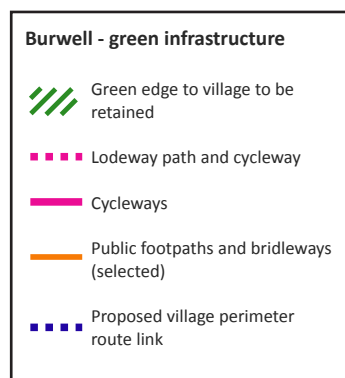 Burwell - green infrastructure
Green edge to village to be
retained
Lodeway path and cycleway
Cycleways
Public footpaths and bridleways
(selected)
Proposed village perimeter
route link